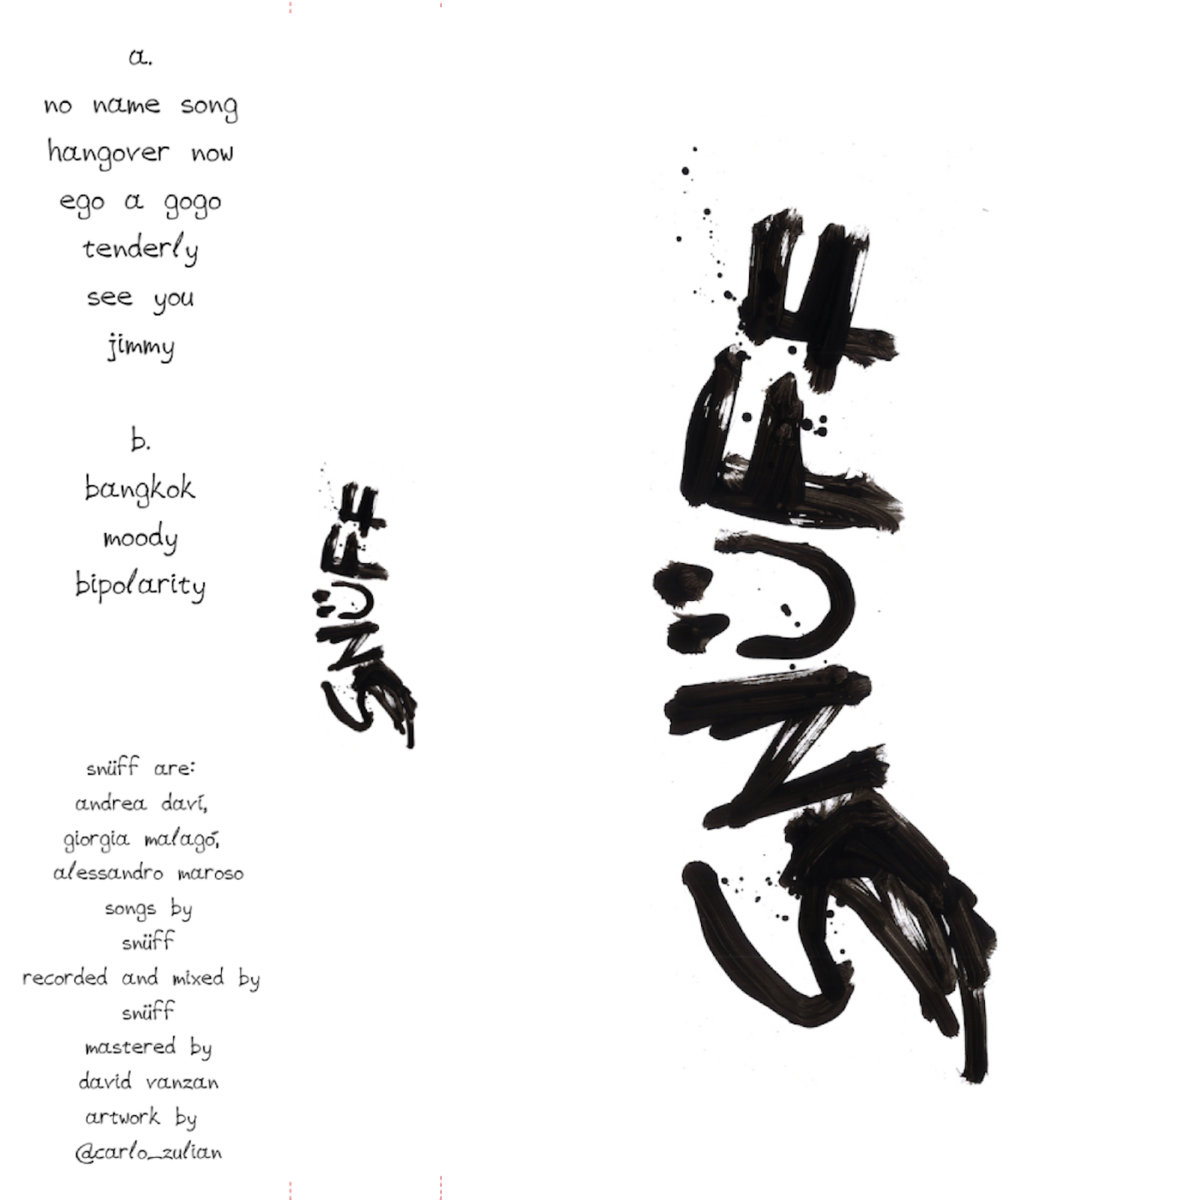 a.
no name song
hangover now
ego a gogo
tenderly
see you
jimmy
b.
bangkok
moody
bipolarity
snüff are:
andrea daví,
giorgia malagó,
alessandro maroso
songs by
snüff
recorded and mixed by
snüff
mastered by
david vanzan
artwork by
@carlo_zulian
SNÜFF
SNÜFF